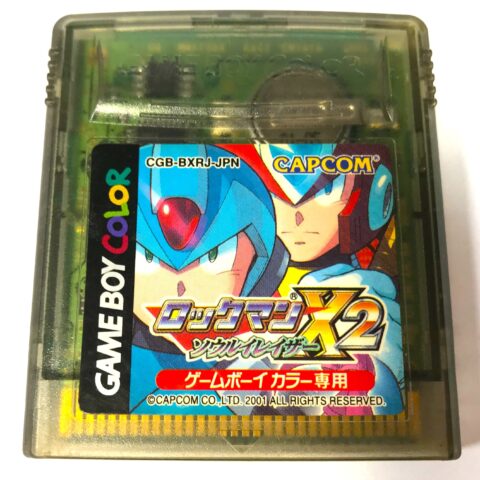 CGB-BXRJ-JPN
CAPCOM
GAME BOY COLOR
ロックマン X2
ソウルイレイザー
ゲームボーイ カラー専用
©CAPCOM CO., LTD. 2001 ALL RIGHTS RESERVED.